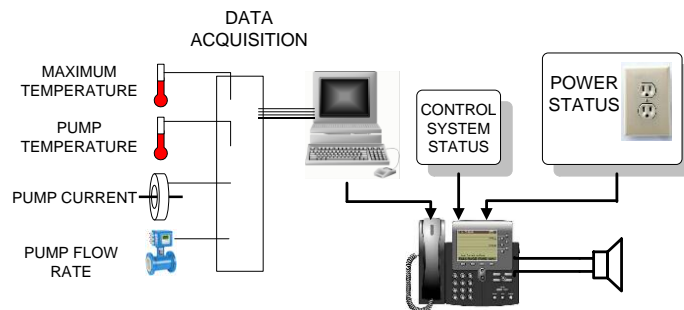 DATA
ACQUISITION
MAXIMUM
TEMPERATURE
PUMP
TEMPERATURE
PUMP CURRENT
PUMP FLOW
RATE
CONTROL
SYSTEM
STATUS
POWER
STATUS